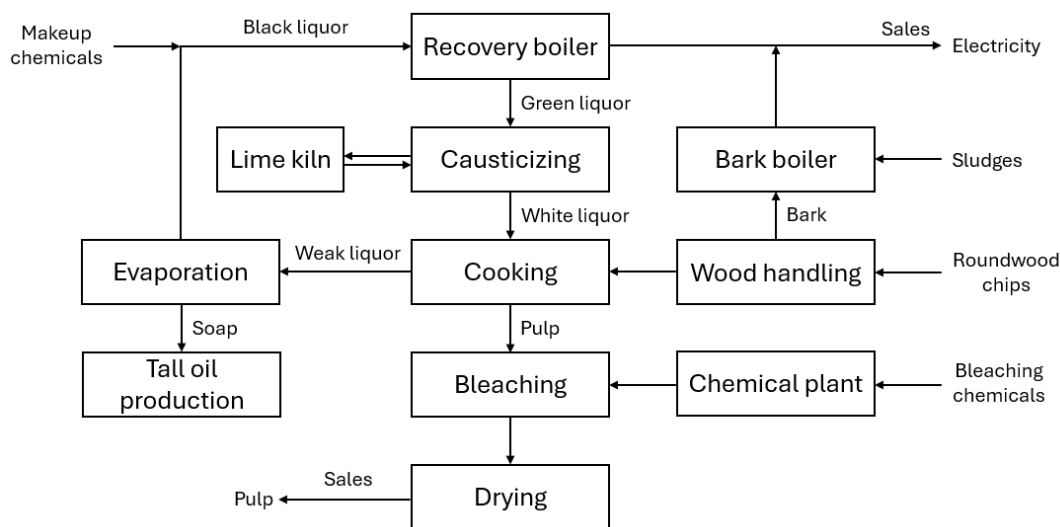 Makeup
chemicals
Black liquor
Recovery boiler
Sales
Electricity
Green liquor
Lime kiln
Causticizing
Bark boiler
Sludges
White liquor
Bark
Evaporation
Weak liquor
Cooking
Wood handling
Roundwood
chips
Soap
Pulp
Tall oil
production
Bleaching
Chemical plant
Bleaching
chemicals
Pulp
Sales
Drying